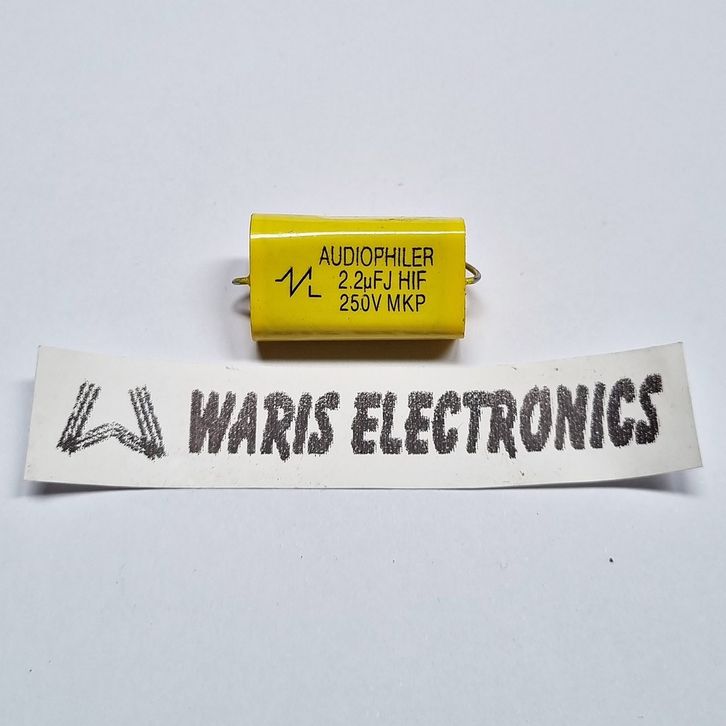 AUDIOPHILER
2.2µFJ HIF
250V MKP
WARIS ELECTRONICS